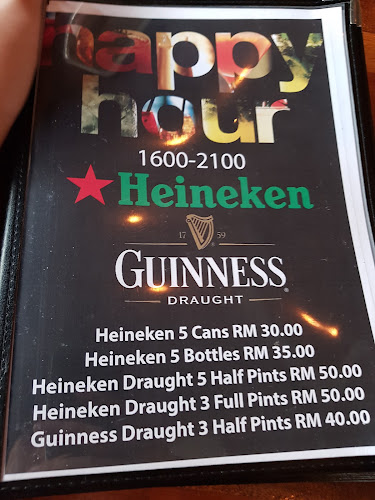 happy
hour
1600-2100
Heineken
17 59
GUINNESS
DRAUGHT
Heineken 5 Cans RM 30.00
Heineken 5 Bottles RM 35.00
Heineken Draught 5 Half Pints RM 50.00
Heineken Draught 3 Full Pints RM 50.00
Guinness Draught 3 Half Pints RM 40.00